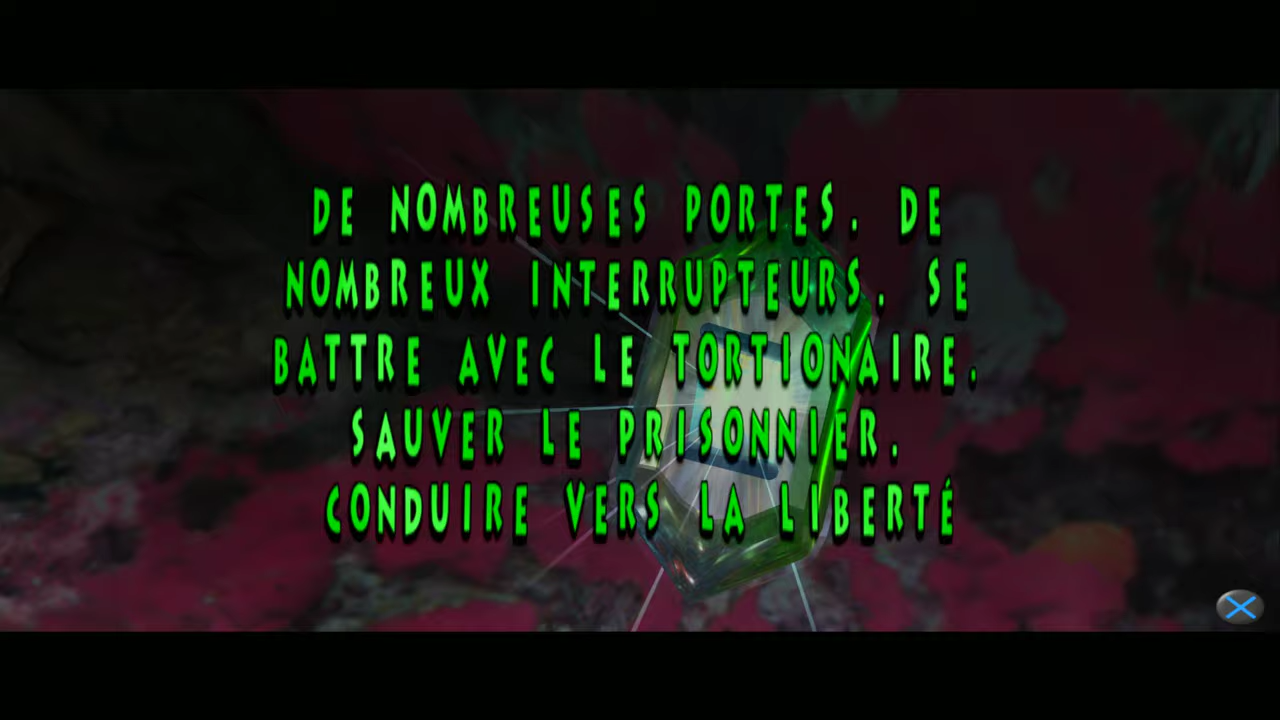 DE NOMBREUSES PORTES. DE
NOMBREUX INTERRUPTEURS. SE
BATTRE AVEC LE TORTIONAIRE.
SAUVER LE PRISONNIER.
CONDUIRE VERS LA LIBERTÉ